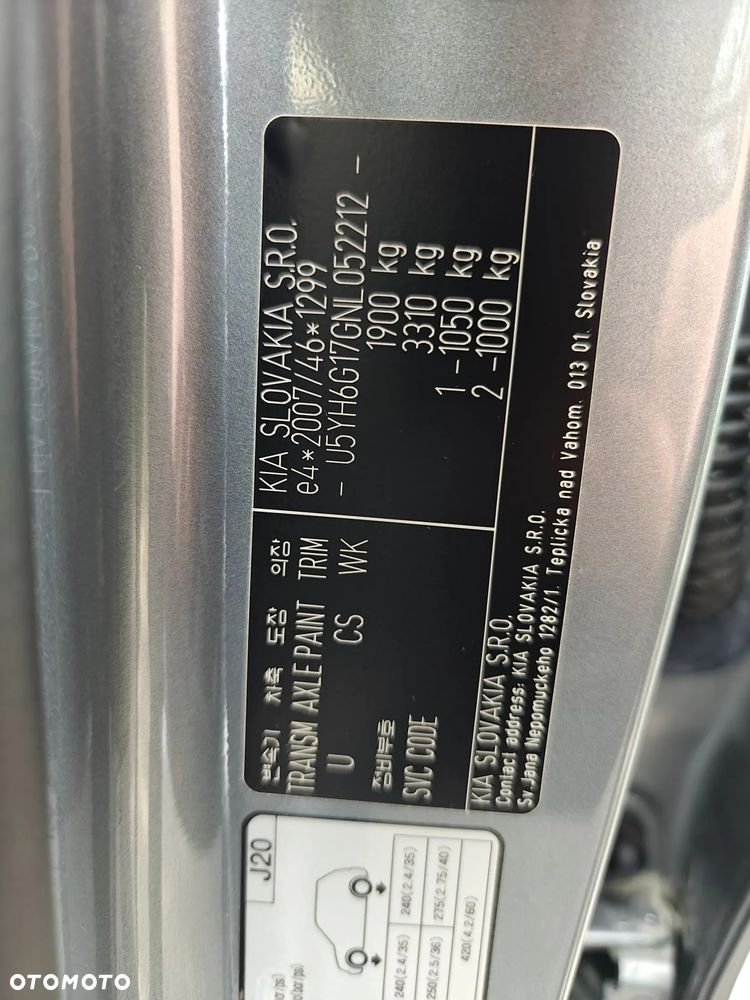 KIA SLOVAKIA S.R.O.
e4*2007/46*1299
- U5YH6G17GNL052212 -
1900 kg
3310 kg
1 - 1050 kg
2 - 1000 kg
변속기 차축 도장 의장
TRANSM AXLE PAINT TRIM
U CS WK
정비부호
SVC CODE
KIA SLOVAKIA S.R.O.
Contact address: KIA SLOVAKIA S.R.O.
Sv.Jana Nepomuckeho 1282/1. Teplicka nad Vahom. 013 01. Slovakia
J20
240(2.4/35) 240(2.4/35)
250(2.5/36) 275(2.75/40)
420(4.2/60)
OTOMOTO